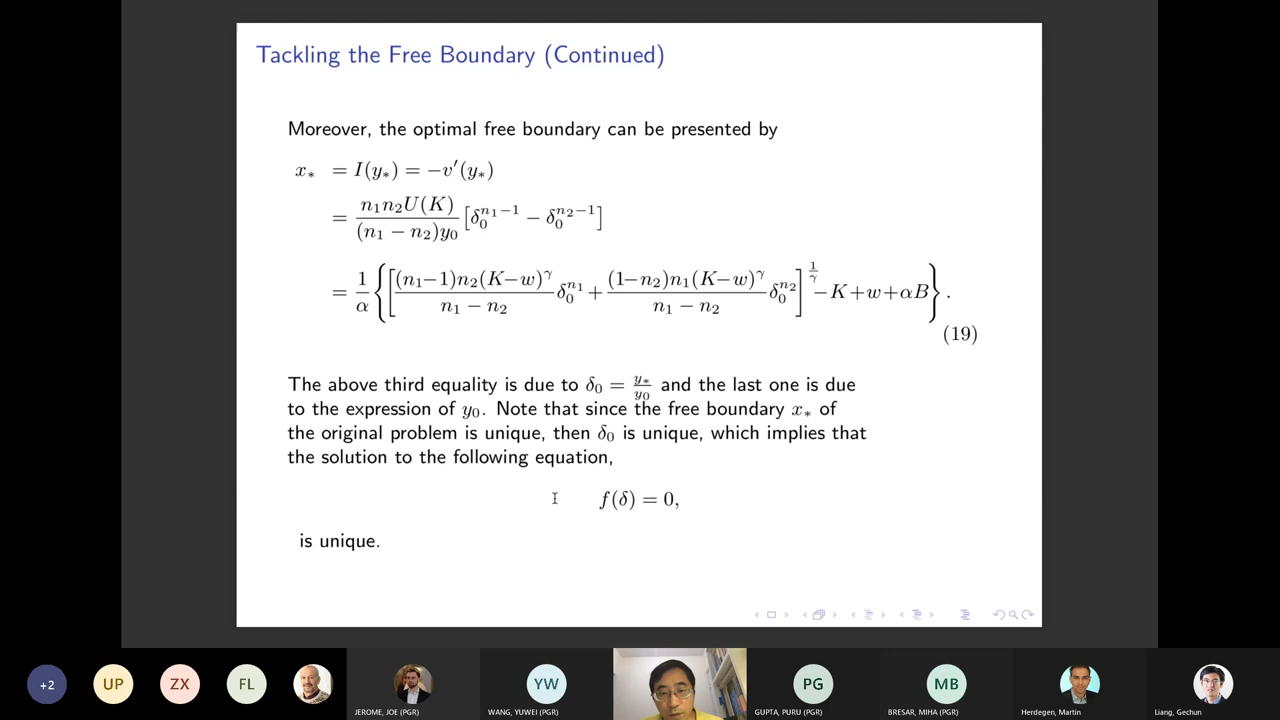 Tackling the Free Boundary (Continued)
Moreover, the optimal free boundary can be presented by
x_* = I(y_*) = −v′(y_*)
= \frac{n_1 n_2 U(K)}{(n_1 − n_2)y_0} [δ_0^{n_1−1} − δ_0^{n_2−1}]
= \frac{1}{α} { [ \frac{(n_1−1)n_2(K−w)^γ}{n_1 − n_2} δ_0^{n_1} + \frac{(1−n_2)n_1(K−w)^γ}{n_1 − n_2} δ_0^{n_2} ]^{\frac{1}{γ}} −K+w+αB } .
(19)
The above third equality is due to δ_0 = \frac{y_*}{y_0} and the last one is due
to the expression of y_0. Note that since the free boundary x_* of
the original problem is unique, then δ_0 is unique, which implies that
the solution to the following equation,
f(δ) = 0,
is unique.
+2
UP
ZX
FL
YW
PG
MB
JEROME, JOE (PGR)
WANG, YUWEI (PGR)
GUPTA, PURU (PGR)
BRESAR, MIHA (PGR)
Herdegen, Martin
Liang, Gechun